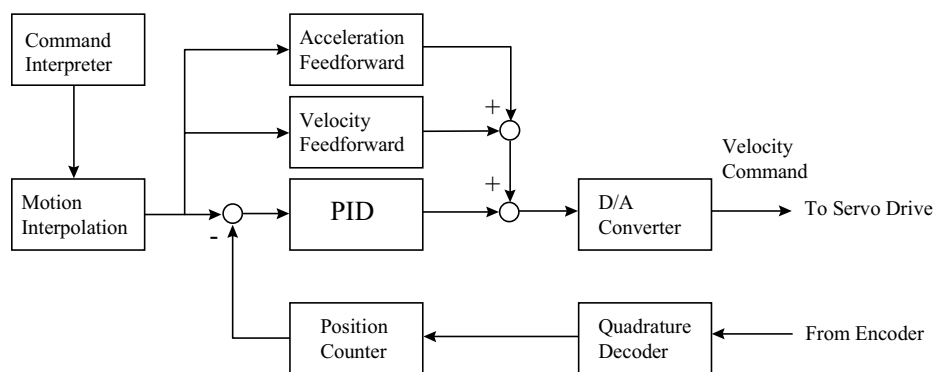 Command
Interpreter
Acceleration
Feedforward
+
Velocity
Feedforward
Velocity
Command
Motion
Interpolation
-
PID
+
D/A
Converter
To Servo Drive
Position
Counter
Quadrature
Decoder
From Encoder